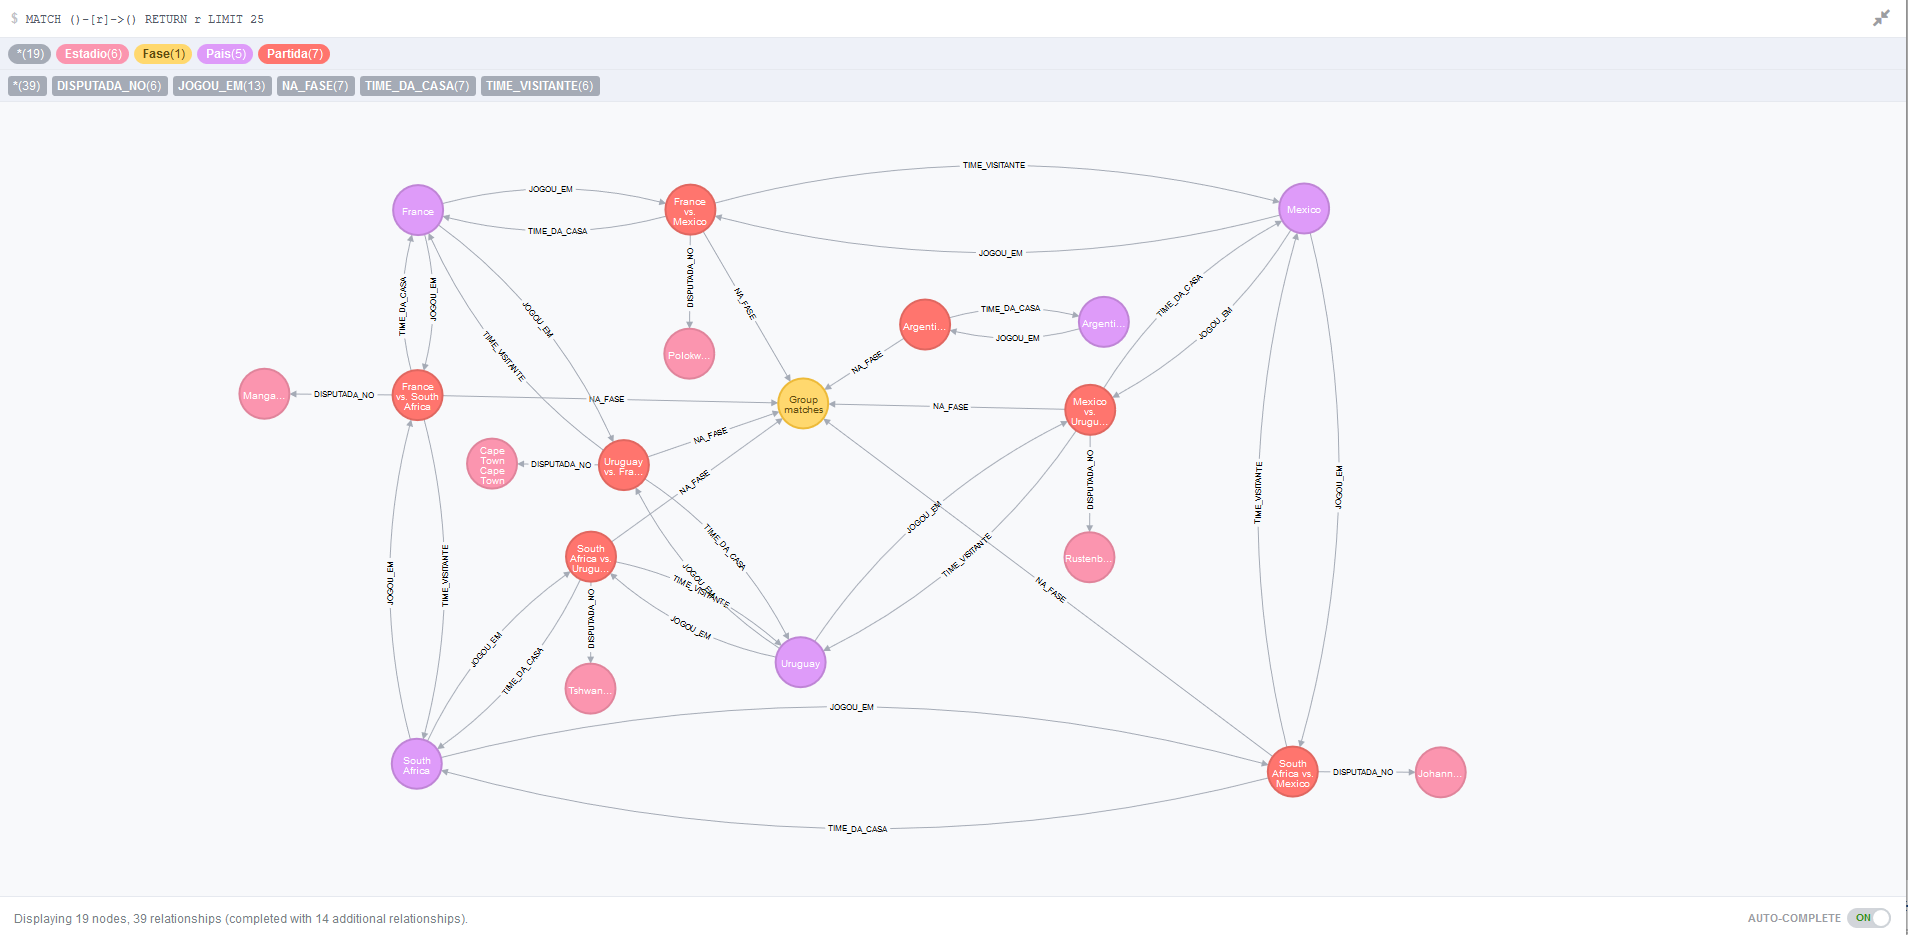 $ MATCH ()-[r]->() RETURN r LIMIT 25
*(19) Estadio(6) Fase(1) Pais(5) Partida(7)
*(39) DISPUTADA_NO(6) JOGOU_EM(13) NA_FASE(7) TIME_DA_CASA(7) TIME_VISITANTE(6)
TIME_VISITANTE
JOGOU_EM
France
France
vs.
Mexico
Mexico
TIME_DA_CASA
JOGOU_EM
DISPUTADA_NO
NA_FASE
TIME_DA_CASA
JOGOU_EM
JOGOU_EM
TIME_VISITANTE
TIME_DA_CASA
JOGOU_EM
Argenti...
TIME_DA_CASA
Argenti...
JOGOU_EM
NA_FASE
Polokw...
Manga...
DISPUTADA_NO
France
vs. South
Africa
NA_FASE
Group
matches
NA_FASE
Mexico
vs.
Urugu...
Cape
Town
Cape
Town
DISPUTADA_NO
Uruguay
vs. Fra...
NA_FASE
NA_FASE
DISPUTADA_NO
TIME_VISITANTE
JOGOU_EM
JOGOU_EM
TIME_VISITANTE
TIME_DA_CASA
JOGOU_EM
TIME_VISITANTE
South
Africa vs.
Urugu...
JOGOU_EM
TIME_VISITANTE
Rustenb...
NA_FASE
JOGOU_EM
DISPUTADA_NO
JOGOU_EM
JOGOU_EM
TIME_DA_CASA
Uruguay
Tshwan...
JOGOU_EM
South
Africa
South
Africa vs.
Mexico
DISPUTADA_NO
Johann...
TIME_DA_CASA
Displaying 19 nodes, 39 relationships (completed with 14 additional relationships).
AUTO-COMPLETE ON